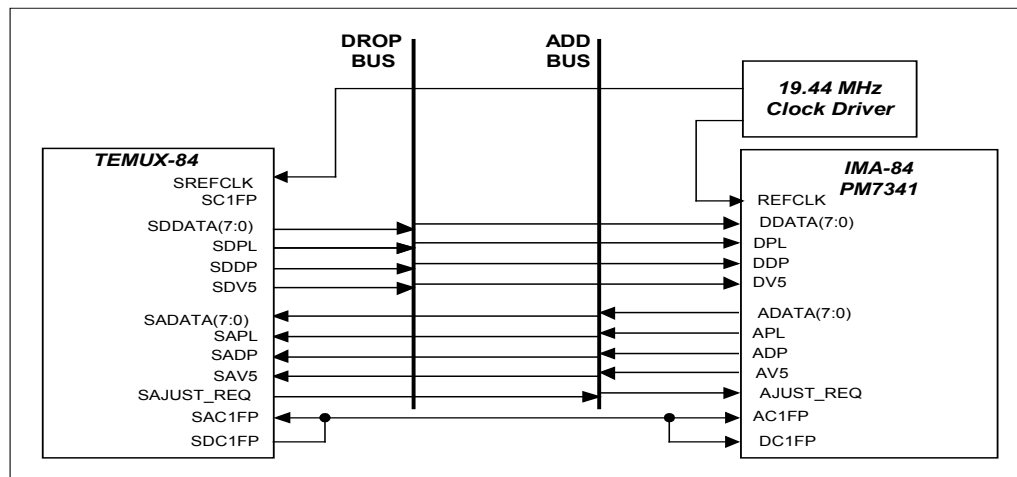 DROP
BUS
ADD
BUS
19.44 MHz
Clock Driver
TEMUX-84
SREFCLK
SC1FP
SDDATA(7:0)
SDPL
SDDP
SDV5
SADATA(7:0)
SAPL
SADP
SAV5
SAJUST_REQ
SAC1FP
SDC1FP
IMA-84
PM7341
REFCLK
DDATA(7:0)
DPL
DDP
DV5
ADATA(7:0)
APL
ADP
AV5
AJUST_REQ
AC1FP
DC1FP